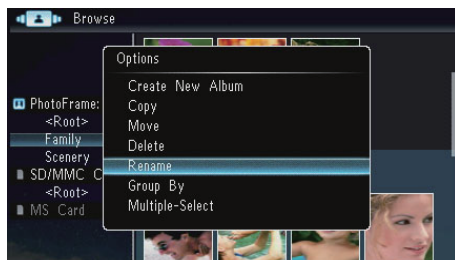 Browse
Options
Create New Album
Copy
Move
Delete
Rename
Group By
Multiple-Select
PhotoFrame:
<Root>
Family
Scenery
SD/MMC C
<Root>
MS Card